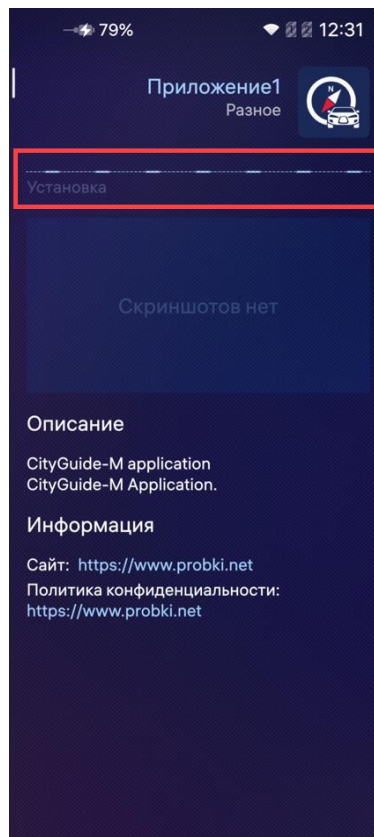 79% 12:31
Приложение1
Разное
N
Установка
Скриншотов нет
Описание
CityGuide-M application
CityGuide-M Application.
Информация
Сайт: https://www.probki.net
Политика конфиденциальности:
https://www.probki.net